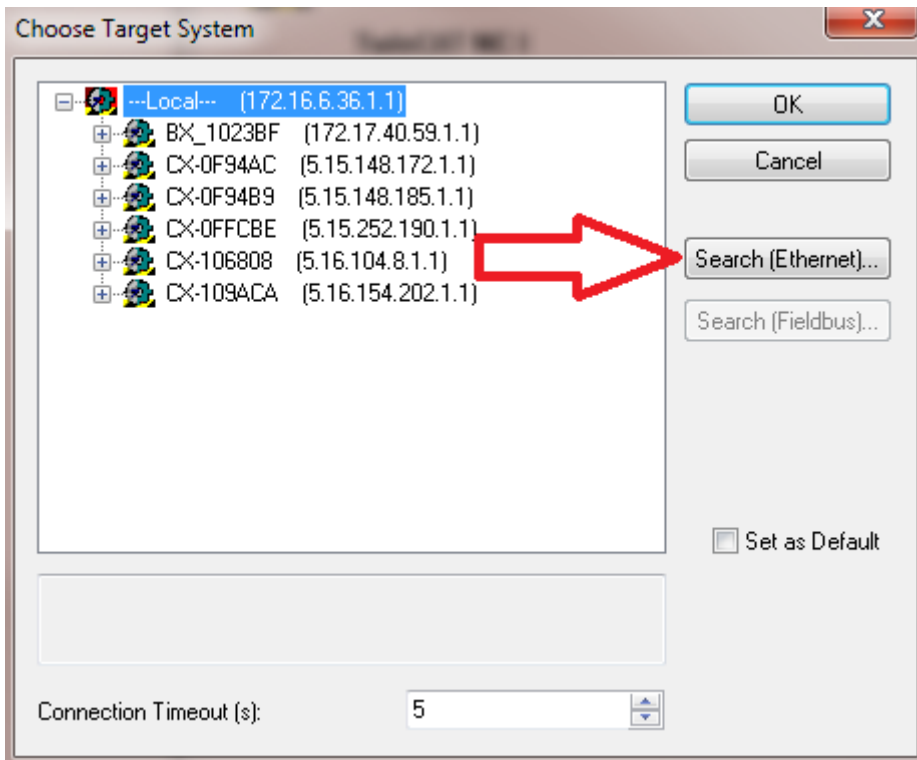 Choose Target System
---Local--- (172.16.6.36.1.1)
BX_1023BF (172.17.40.59.1.1)
CX-0F94AC (5.15.148.172.1.1)
CX-0F94B9 (5.15.148.185.1.1)
CX-0FFCBE (5.15.252.190.1.1)
CX-106808 (5.16.104.8.1.1)
CX-109ACA (5.16.154.202.1.1)
OK
Cancel
Search (Ethernet)...
Search (Fieldbus)...
Set as Default
Connection Timeout (s):
5